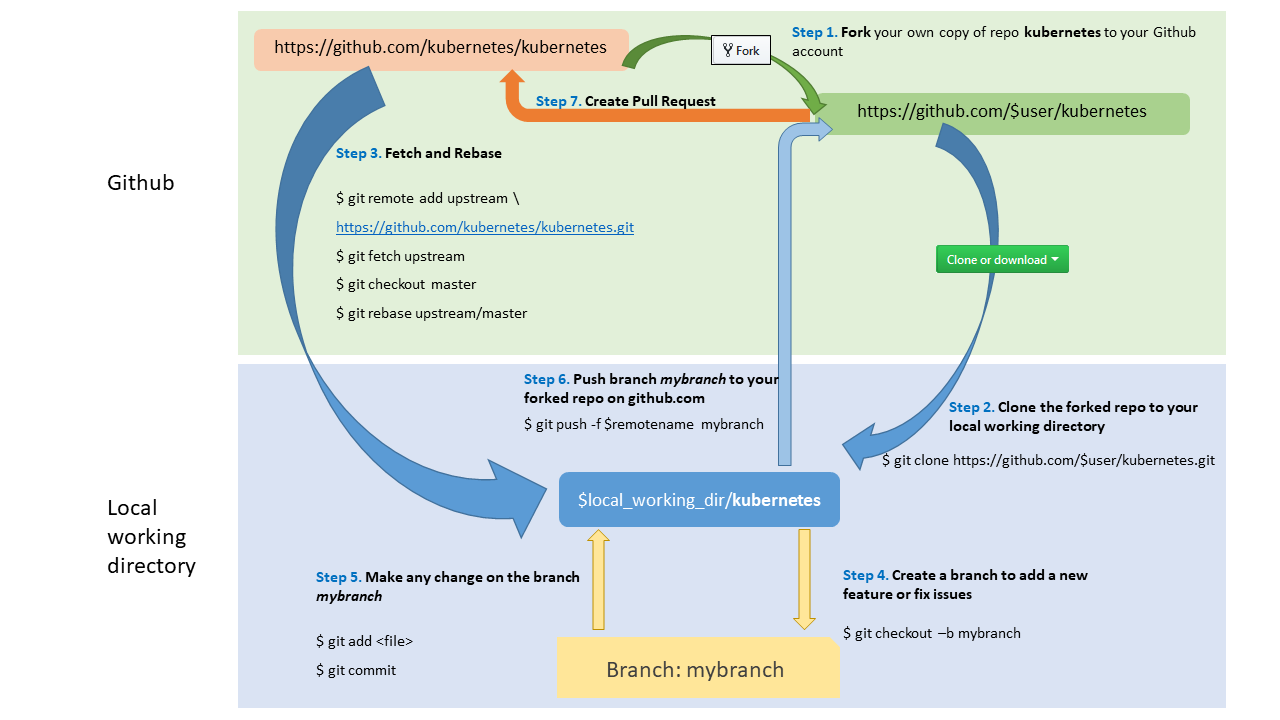 https://github.com/kubernetes/kubernetes
Fork
Step 1. Fork your own copy of repo kubernetes to your Github
account
Step 7. Create Pull Request
https://github.com/$user/kubernetes
Github
Step 3. Fetch and Rebase
$ git remote add upstream \
https://github.com/kubernetes/kubernetes.git
$ git fetch upstream
$ git checkout master
$ git rebase upstream/master
Clone or download
Step 6. Push branch mybranch to your
forked repo on github.com
$ git push -f $remotename mybranch
Step 2. Clone the forked repo to your
local working directory
$ git clone https://github.com/$user/kubernetes.git
Local
working
directory
$local_working_dir/kubernetes
Step 5. Make any change on the branch
mybranch
$ git add <file>
$ git commit
Step 4. Create a branch to add a new
feature or fix issues
$ git checkout –b mybranch
Branch: mybranch